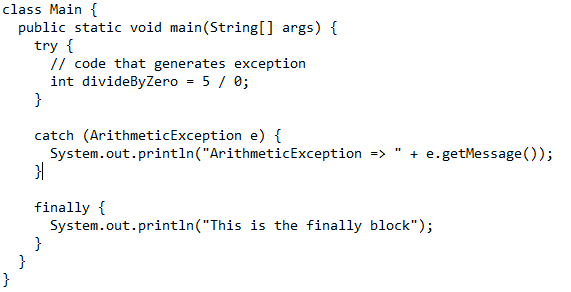 class Main {
  public static void main(String[] args) {
    try {
      // code that generates exception
      int divideByZero = 5 / 0;
    }

    catch (ArithmeticException e) {
      System.out.println("ArithmeticException => " + e.getMessage());
    }

    finally {
      System.out.println("This is the finally block");
    }
  }
}